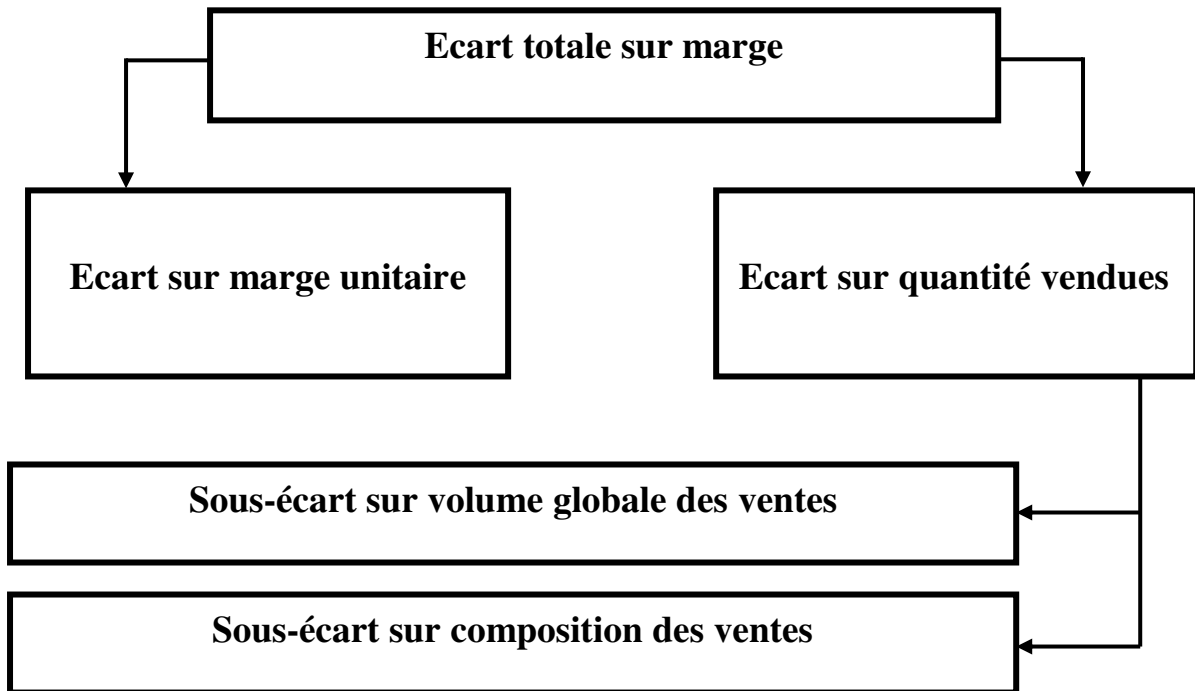 Ecart totale sur marge
Ecart sur marge unitaire
Ecart sur quantité vendues
Sous-écart sur volume globale des ventes
Sous-écart sur composition des ventes